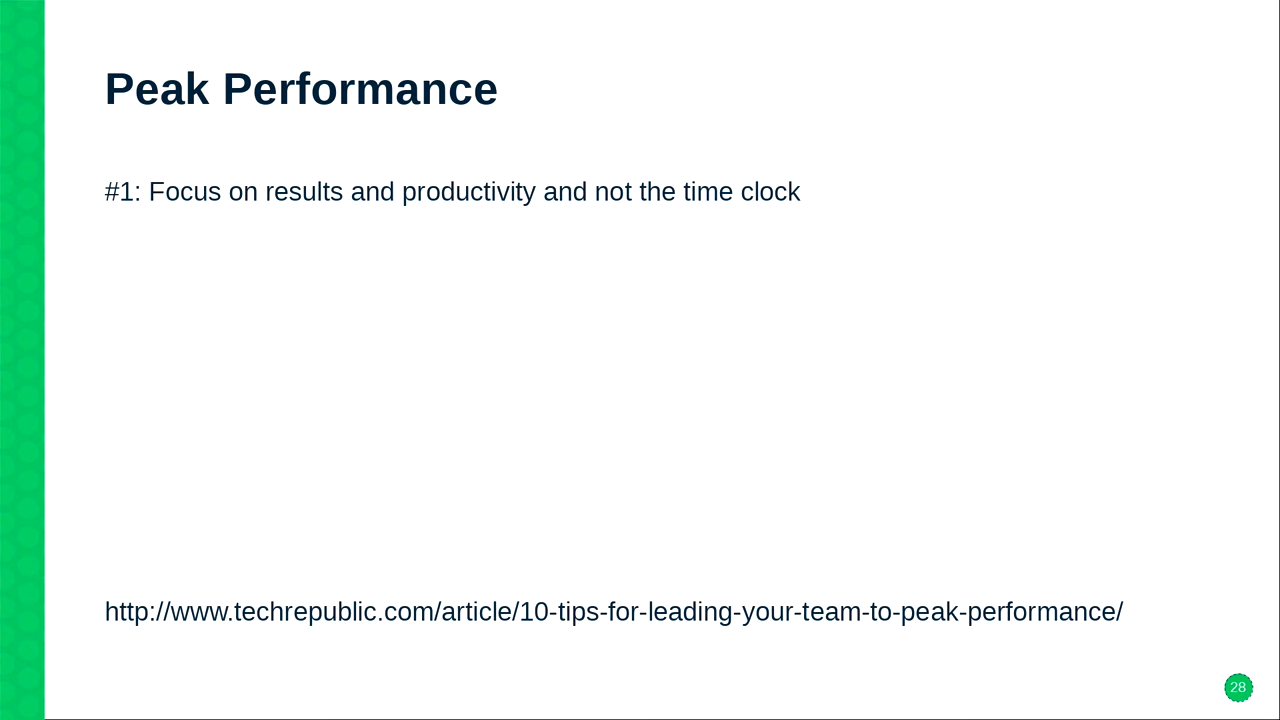 Peak Performance
#1: Focus on results and productivity and not the time clock
http://www.techrepublic.com/article/10-tips-for-leading-your-team-to-peak-performance/
28